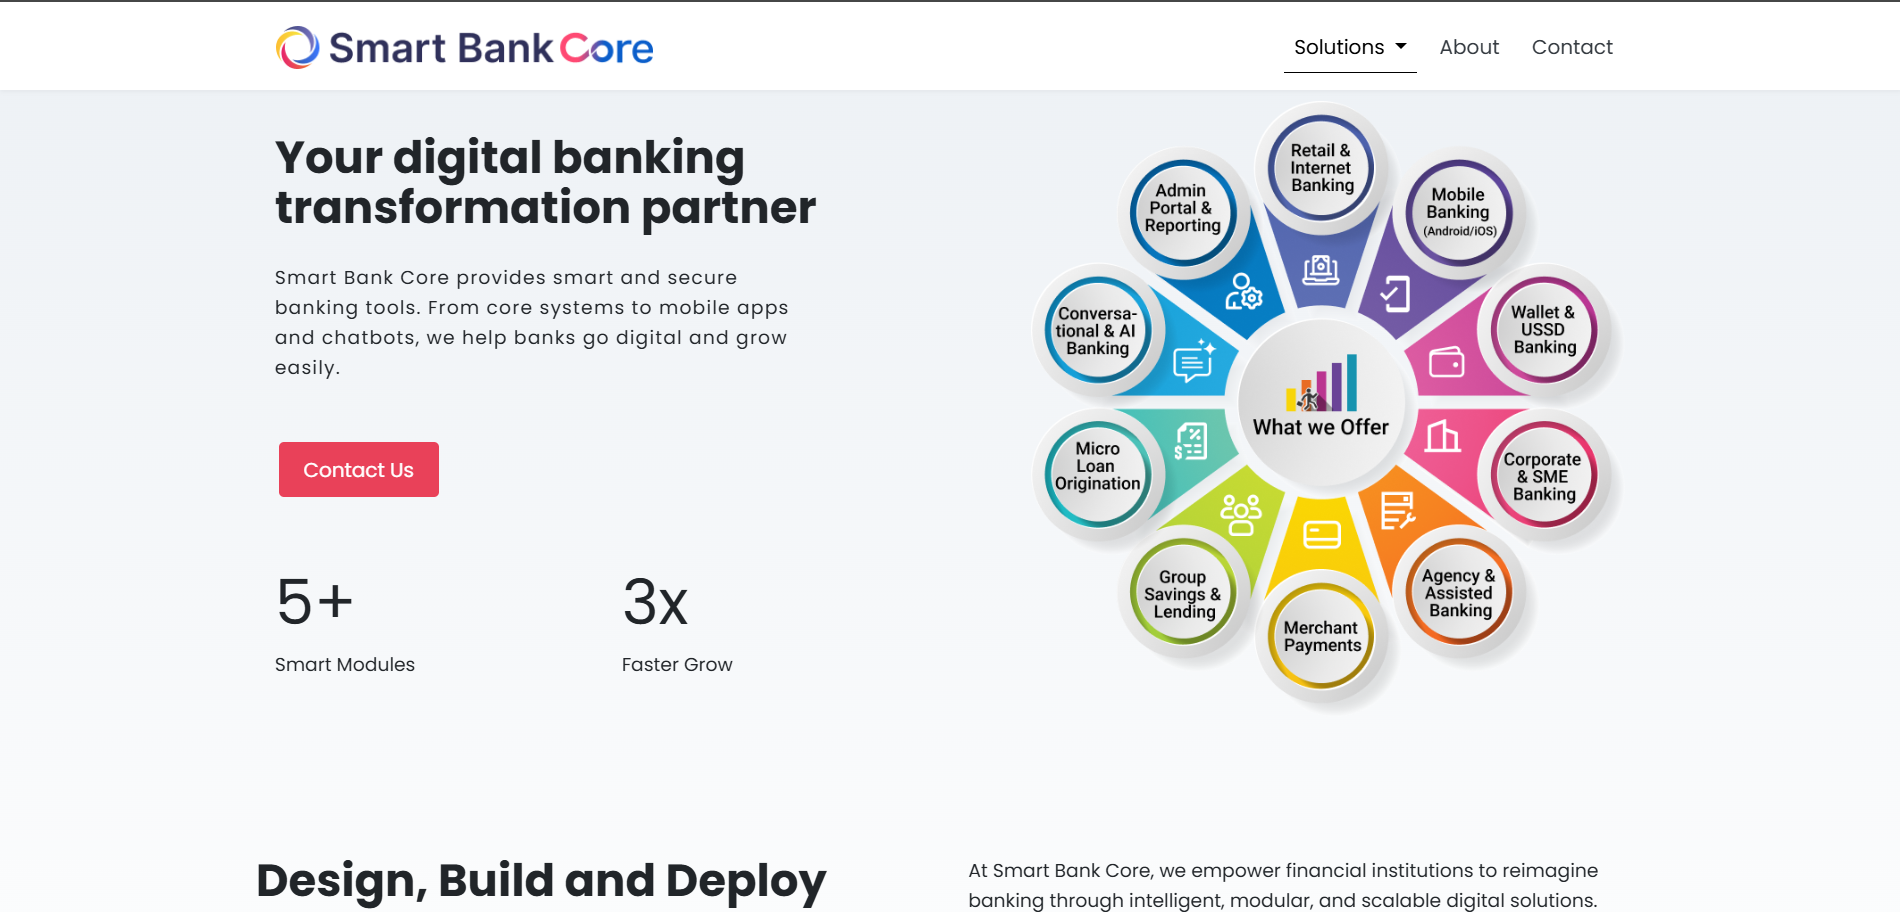 Smart Bank Core
Solutions
About
Contact
Your digital banking
transformation partner
Smart Bank Core provides smart and secure
banking tools. From core systems to mobile apps
and chatbots, we help banks go digital and grow
easily.
Contact Us
5+
Smart Modules
3x
Faster Grow
Retail &
Internet
Banking
Mobile
Banking
(Android/iOS)
Wallet &
USSD
Banking
Corporate
& SME
Banking
Agency &
Assisted
Banking
Merchant
Payments
Group
Savings &
Lending
Micro
Loan
Origination
Conversa-
tional & AI
Banking
Admin
Portal &
Reporting
What we Offer
Design, Build and Deploy
At Smart Bank Core, we empower financial institutions to reimagine
banking through intelligent, modular, and scalable digital solutions.